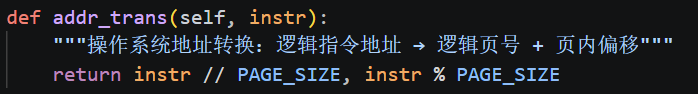 def addr_trans(self, instr):
"""操作系统地址转换：逻辑指令地址 → 逻辑页号 + 页内偏移"""
return instr // PAGE_SIZE, instr % PAGE_SIZE